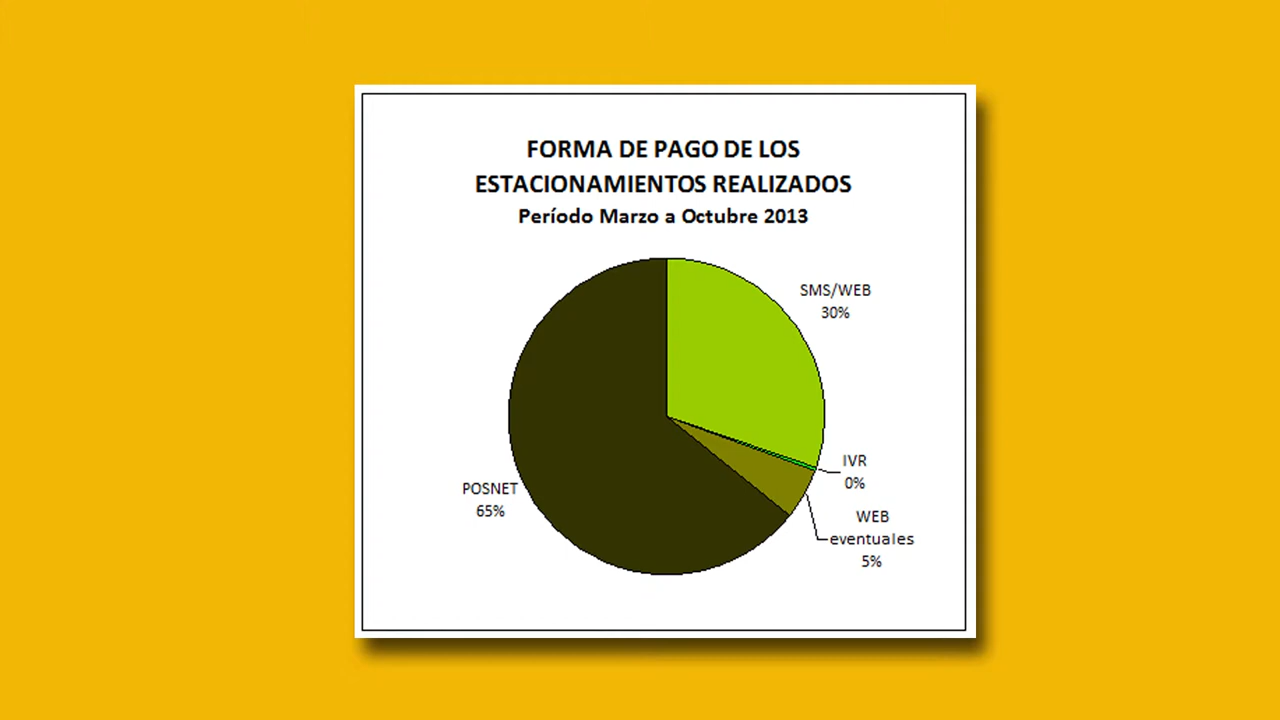 FORMA DE PAGO DE LOS
ESTACIONAMIENTOS REALIZADOS
Período Marzo a Octubre 2013
SMS/WEB
30%
IVR
0%
WEB
eventuales
5%
POSNET
65%